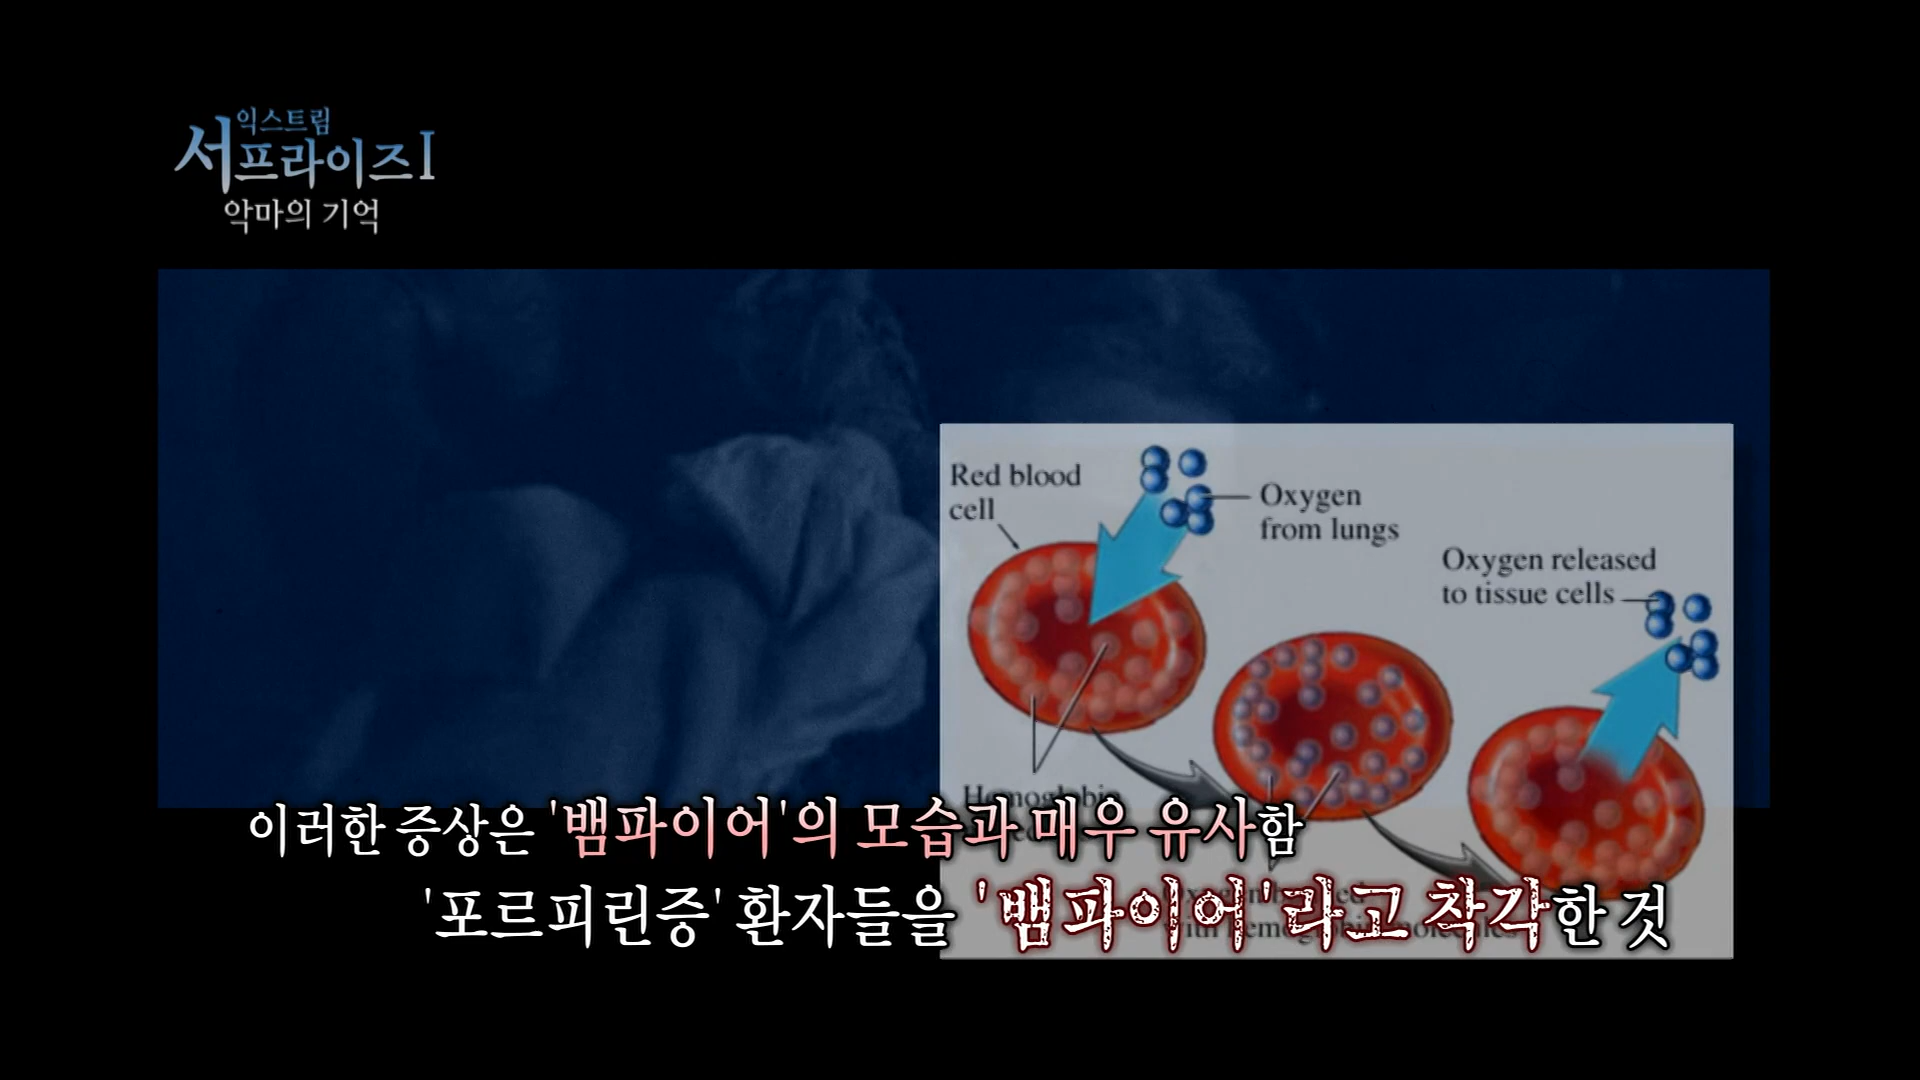 익스트림
서프라이즈 I
악마의 기억
Red blood
cell
Oxygen
from lungs
Oxygen released
to tissue cells
Hemoglobin
이러한 증상은 '뱀파이어'의 모습과 매우 유사함
'포르피린증' 환자들을 '뱀파이어'라고 착각한 것